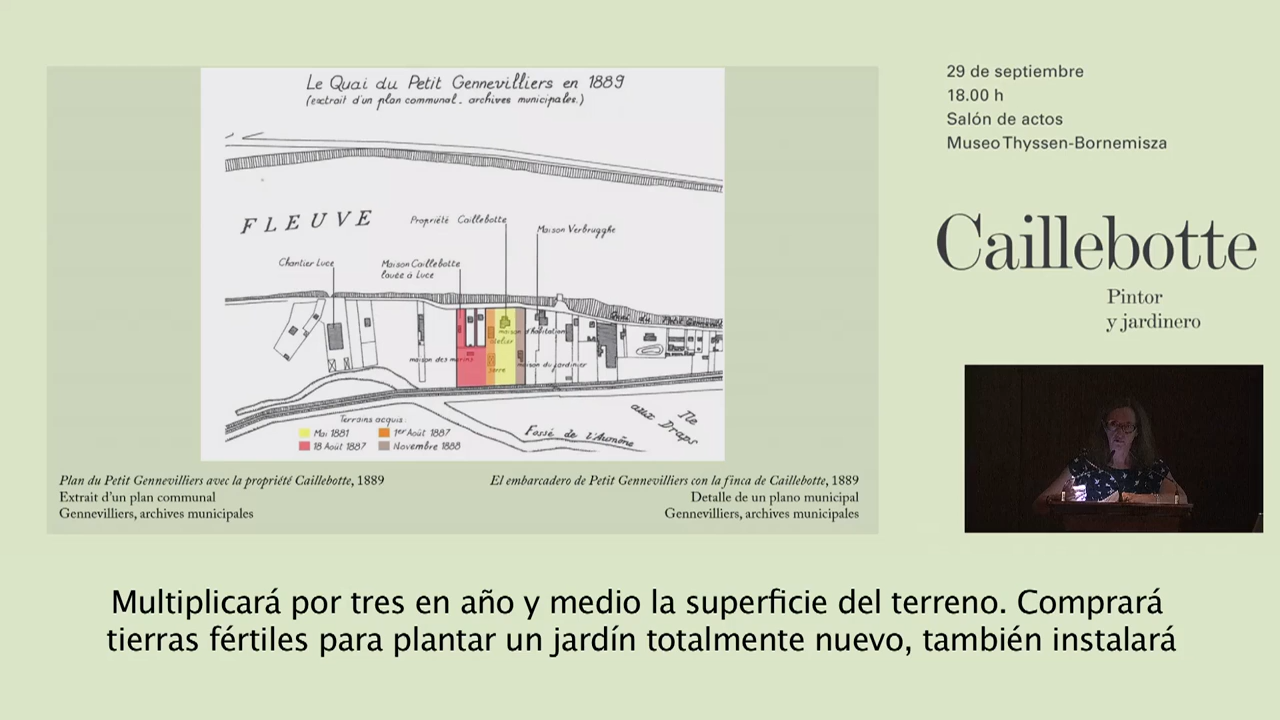 Le Quai du Petit Gennevilliers en 1889
(extrait d'un plan communal - archives municipales.)
FLEUVE
Propriété Caillebotte
Maison Verbrugghe
Chantier Luce
Maison Caillebotte
louée à Luce
maison d'habitation
atelier
maison des marins
maison du jardinier
serre
Terrains acquis:
Mai 1881
1er Août 1887
18 Août 1887
Novembre 1888
Fossé de l'Aumône
Ile
aux Draps
Plan du Petit Gennevilliers avec la propriété Caillebotte, 1889
Extrait d'un plan communal
Gennevilliers, archives municipales
El embarcadero de Petit Gennevilliers con la finca de Caillebotte, 1889
Detalle de un plano municipal
Gennevilliers, archives municipales
29 de septiembre
18.00 h
Salón de actos
Museo Thyssen-Bornemisza
Caillebotte
Pintor
y jardinero
Multiplicará por tres en año y medio la superficie del terreno. Comprará
tierras fértiles para plantar un jardín totalmente nuevo, también instalará